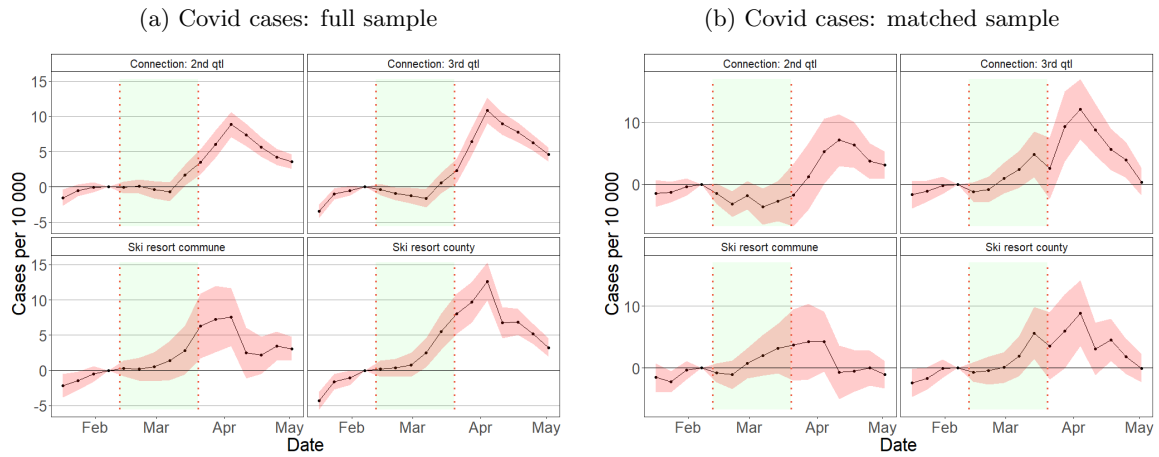 (a) Covid cases: full sample
(b) Covid cases: matched sample
Connection: 2nd qtl
Connection: 3rd qtl
15
10
5
0
-5
Ski resort commune
Ski resort county
15
10
5
0
-5
Cases per 10 000
Feb Mar Apr May
Feb Mar Apr May
Date
Connection: 2nd qtl
Connection: 3rd qtl
10
0
Ski resort commune
Ski resort county
10
0
Cases per 10 000
Feb Mar Apr May
Feb Mar Apr May
Date